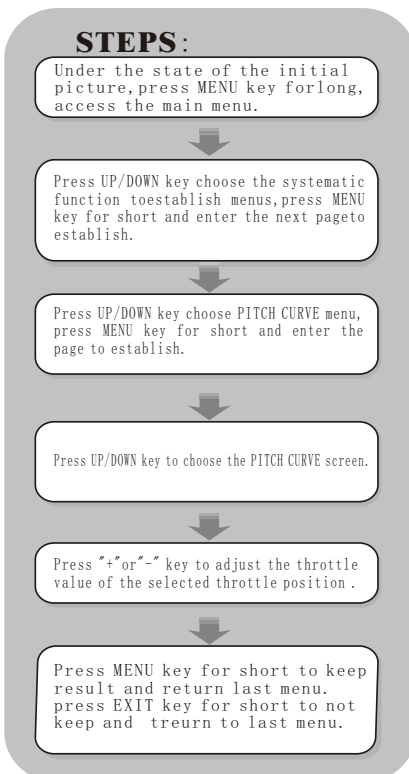 STEPS:
Under the state of the initial
picture,press MENU key forlong,
access the main menu.
Press UP/DOWN key choose the systematic
function toestablish menus,press MENU
key for short and enter the next pageto
establish.
Press UP/DOWN key choose PITCH CURVE menu,
press MENU key for short and enter the
page to establish.
Press UP/DOWN key to choose the PITCH CURVE screen.
Press "+"or"-" key to adjust the throttle
value of the selected throttle position .
Press MENU key for short to keep
result and return last menu.
press EXIT key for short to not
keep and treurn to last menu.